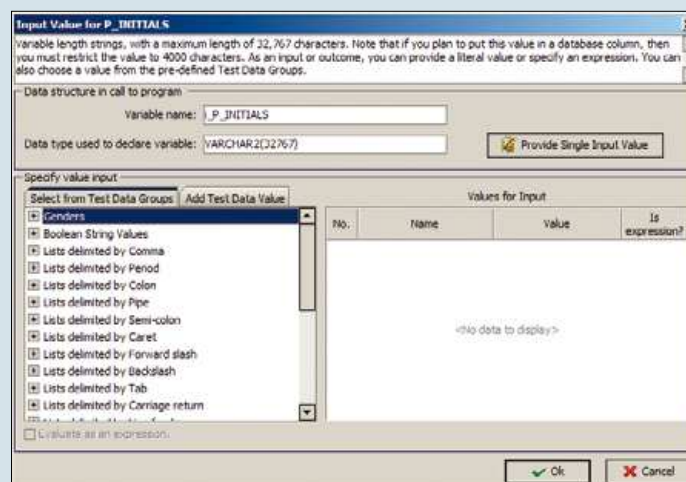 Input Value for P_INITIALS
Variable length strings, with a maximum length of 32,767 characters. Note that if you plan to put this value in a database column, then
you must restrict the value to 4000 characters. As an input or outcome, you can provide a literal value or specify an expression. You can
also choose a value from the pre-defined Test Data Groups.
Data structure in call to program
Variable name: I_P_INITIALS
Data type used to declare variable: VARCHAR2(32767)
Provide Single Input Value
Specify value input
Select from Test Data Groups Add Test Data Value
Values for Input
Genders
Boolean String Values
Lists delimited by Comma
Lists delimited by Period
Lists delimited by Colon
Lists delimited by Pipe
Lists delimited by Semi-colon
Lists delimited by Caret
Lists delimited by Forward slash
Lists delimited by Backslash
Lists delimited by Tab
Lists delimited by Carriage return
No. Name Value Is expression?
<No data to display>
Evaluate as an expression.
Ok Cancel